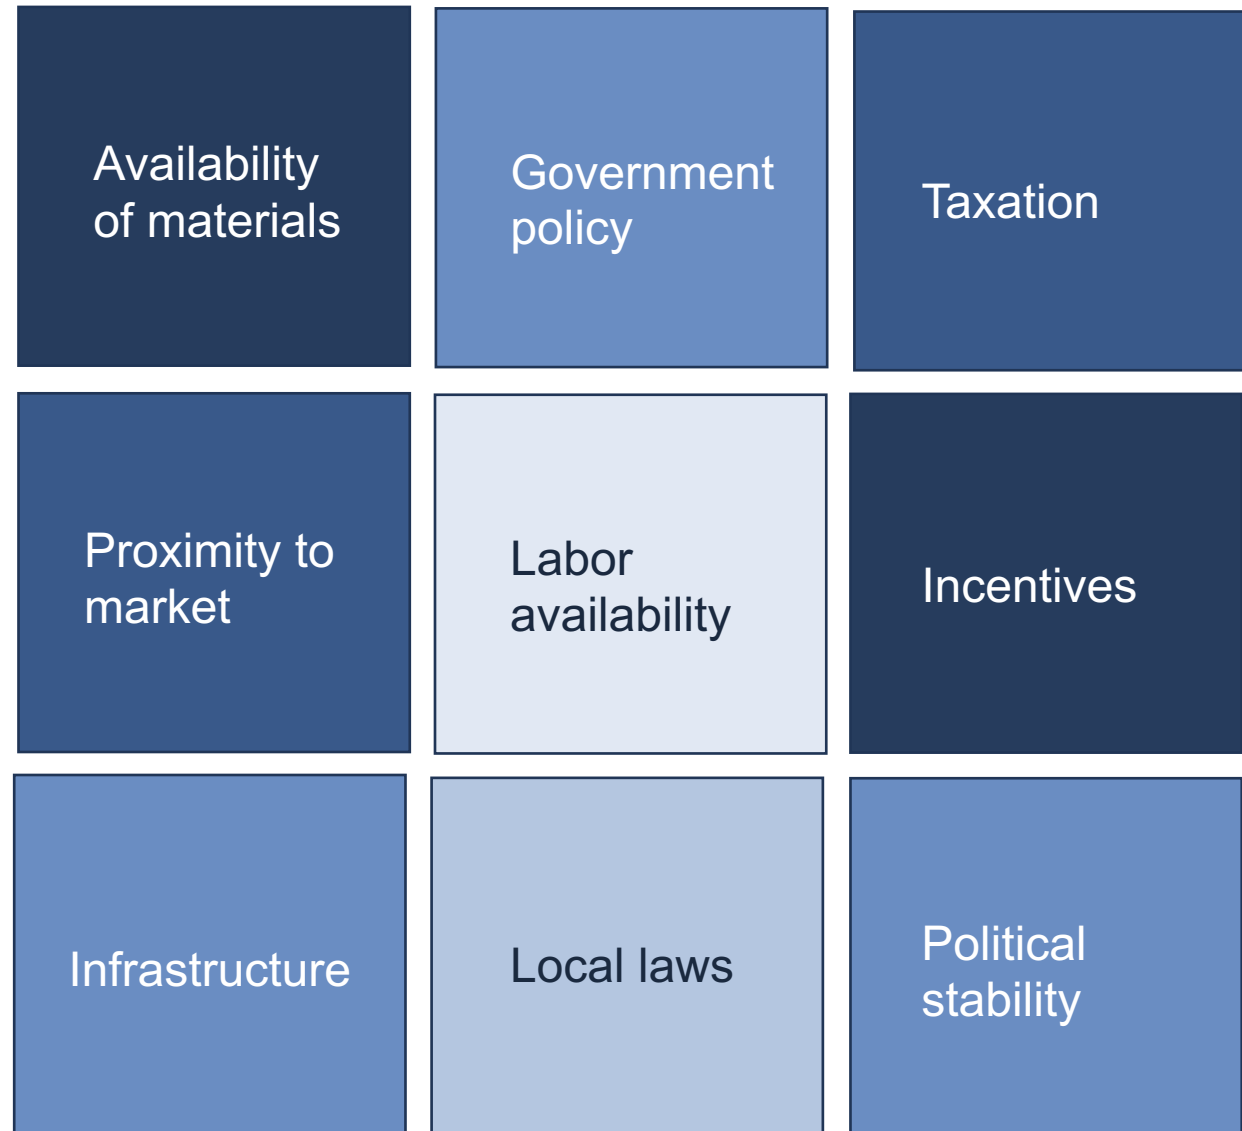 Availability
of materials
Government
policy
Taxation
Proximity to
market
Labor
availability
Incentives
Infrastructure
Local laws
Political
stability